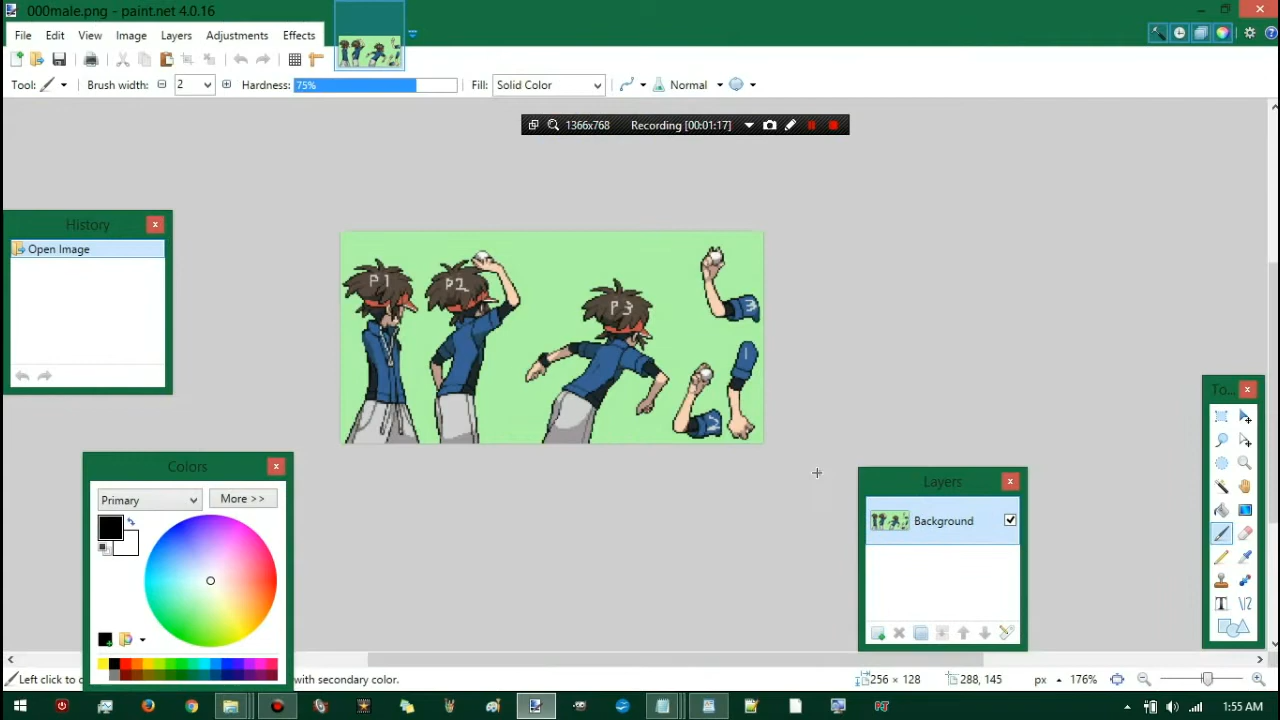 000male.png - paint.net 4.0.16
File Edit View Image Layers Adjustments Effects
Tool: Brush width: 2 Hardness: 75% Fill: Solid Color Normal
1366x768 Recording [00:01:17]
History
Open Image
P1 P2 P3
3
1
2
Colors
Primary More >>
Layers
Background
To...
T
Left click to with secondary color.
256 × 128 288, 145 px 176%
1:55 AM